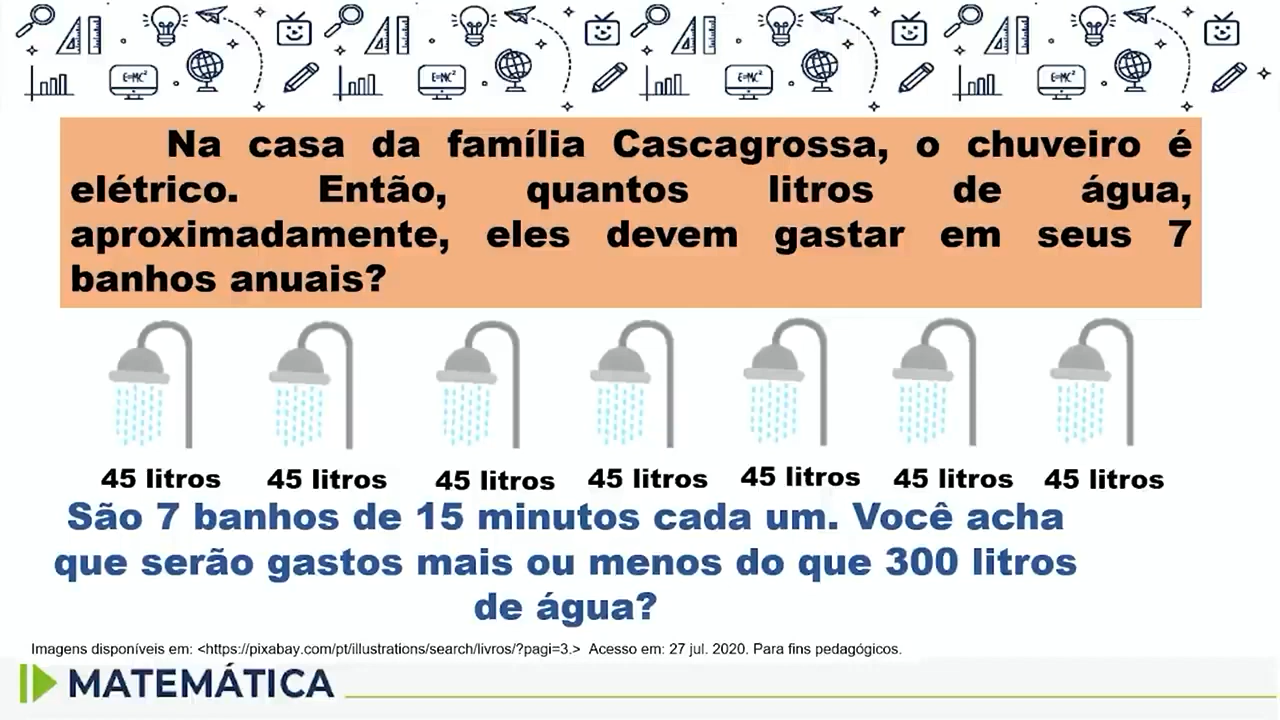 E=MC² E=MC² E=MC² E=MC²
Na casa da família Cascagrossa, o chuveiro é
elétrico. Então, quantos litros de água,
aproximadamente, eles devem gastar em seus 7
banhos anuais?
45 litros 45 litros 45 litros 45 litros 45 litros 45 litros 45 litros
São 7 banhos de 15 minutos cada um. Você acha
que serão gastos mais ou menos do que 300 litros
de água?
Imagens disponíveis em: <https://pixabay.com/pt/illustrations/search/livros/?pagi=3.> Acesso em: 27 jul. 2020. Para fins pedagógicos.
MATEMÁTICA